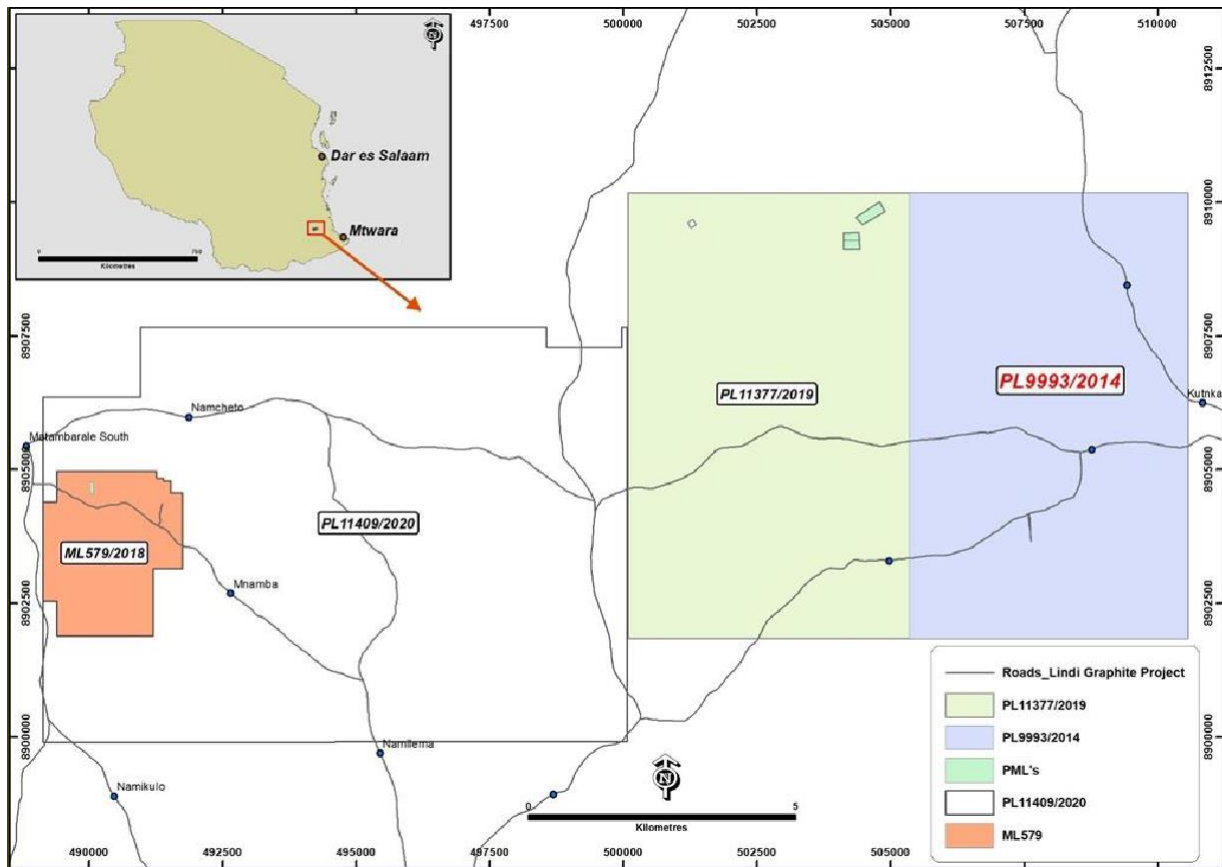 497500 500000 502500 505000 507500 510000
N
Dar es Salaam
Mtwara
0
Kilometres
8912500
8910000
8907500
8905000
8902500
8900000
8907500
8905000
8902500
8900000
PL11377/2019
PL9993/2014
Kutnka
Namcheto
Matambarale South
PL11409/2020
ML579/2018
Mnamba
Namilema
Namikulo
N
0 5
Kilometres
Roads_Lindi Graphite Project
PL11377/2019
PL9993/2014
PML's
PL11409/2020
ML579
490000 492500 495000 497500 500000 502500 505000